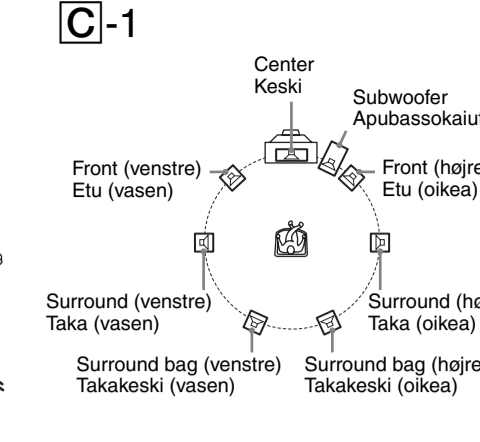 C-1
Center
Keski
Subwoofer
Apubassokaiut
Front (venstre)
Etu (vasen)
Front (højre
Etu (oikea)
Surround (venstre)
Taka (vasen)
Surround (hø
Taka (oikea)
Surround bag (venstre)
Takakeski (vasen)
Surround bag (højre
Takakeski (oikea)